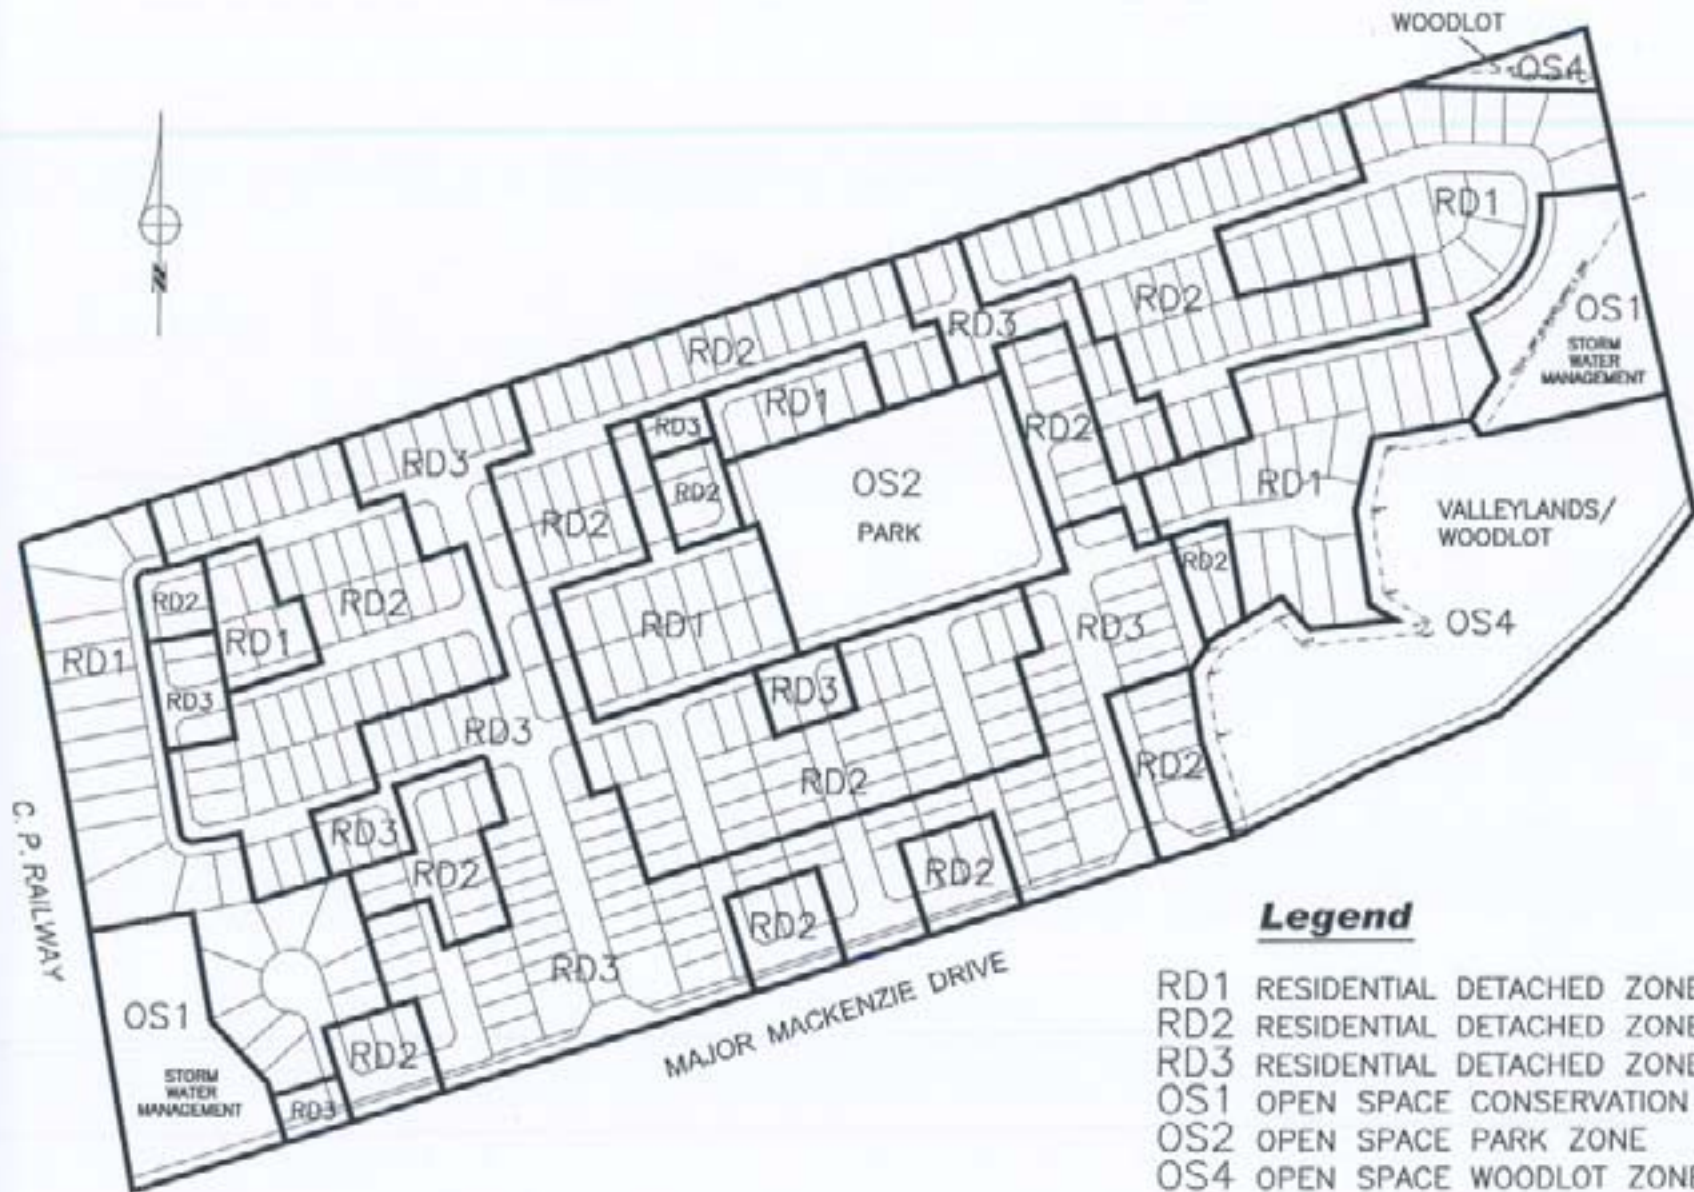 WOODLOT
OS4
RD1
OS1
STORM
WATER
MANAGEMENT
RD2
RD3
RD2
RD1
RD3
RD2
RD3
RD2
OS2
PARK
RD2
RD1
VALLEYLANDS/
WOODLOT
OS4
RD2
RD2
RD2
RD1
RD3
RD1
RD1
RD3
RD3
RD2
RD3
RD3
RD2
RD2
RD3
RD2
RD2
RD2
RD3
C. P. RAILWAY
OS1
STORM
WATER
MANAGEMENT
RD2
RD3
MAJOR MACKENZIE DRIVE
N
Legend
RD1 RESIDENTIAL DETACHED ZONE
RD2 RESIDENTIAL DETACHED ZONE
RD3 RESIDENTIAL DETACHED ZONE
OS1 OPEN SPACE CONSERVATION
OS2 OPEN SPACE PARK ZONE
OS4 OPEN SPACE WOODLOT ZONE